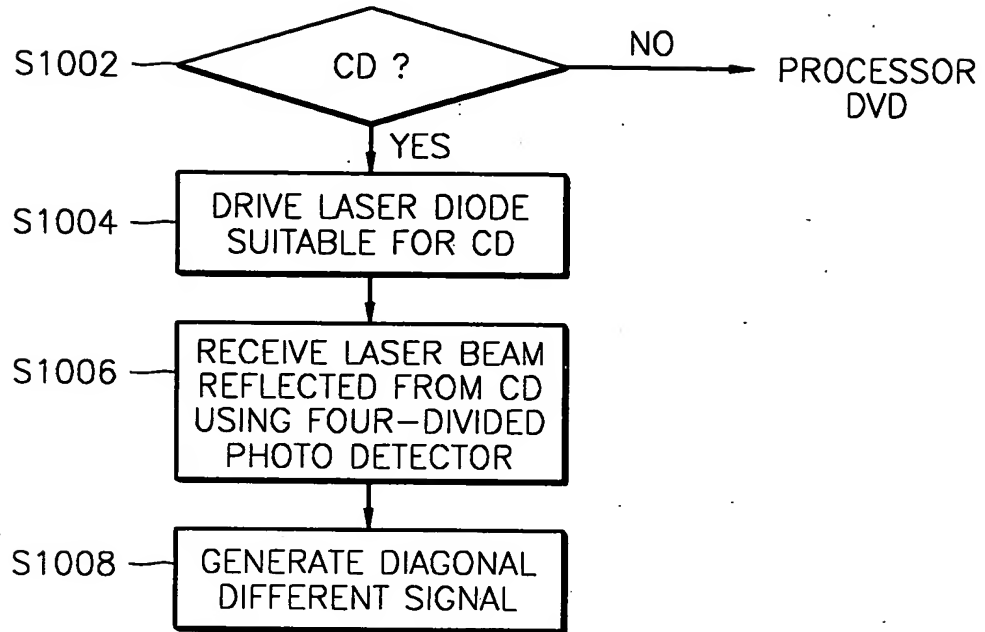 S1002
CD ?
NO
PROCESSOR
DVD
YES
S1004
DRIVE LASER DIODE
SUITABLE FOR CD
S1006
RECEIVE LASER BEAM
REFLECTED FROM CD
USING FOUR-DIVIDED
PHOTO DETECTOR
S1008
GENERATE DIAGONAL
DIFFERENT SIGNAL